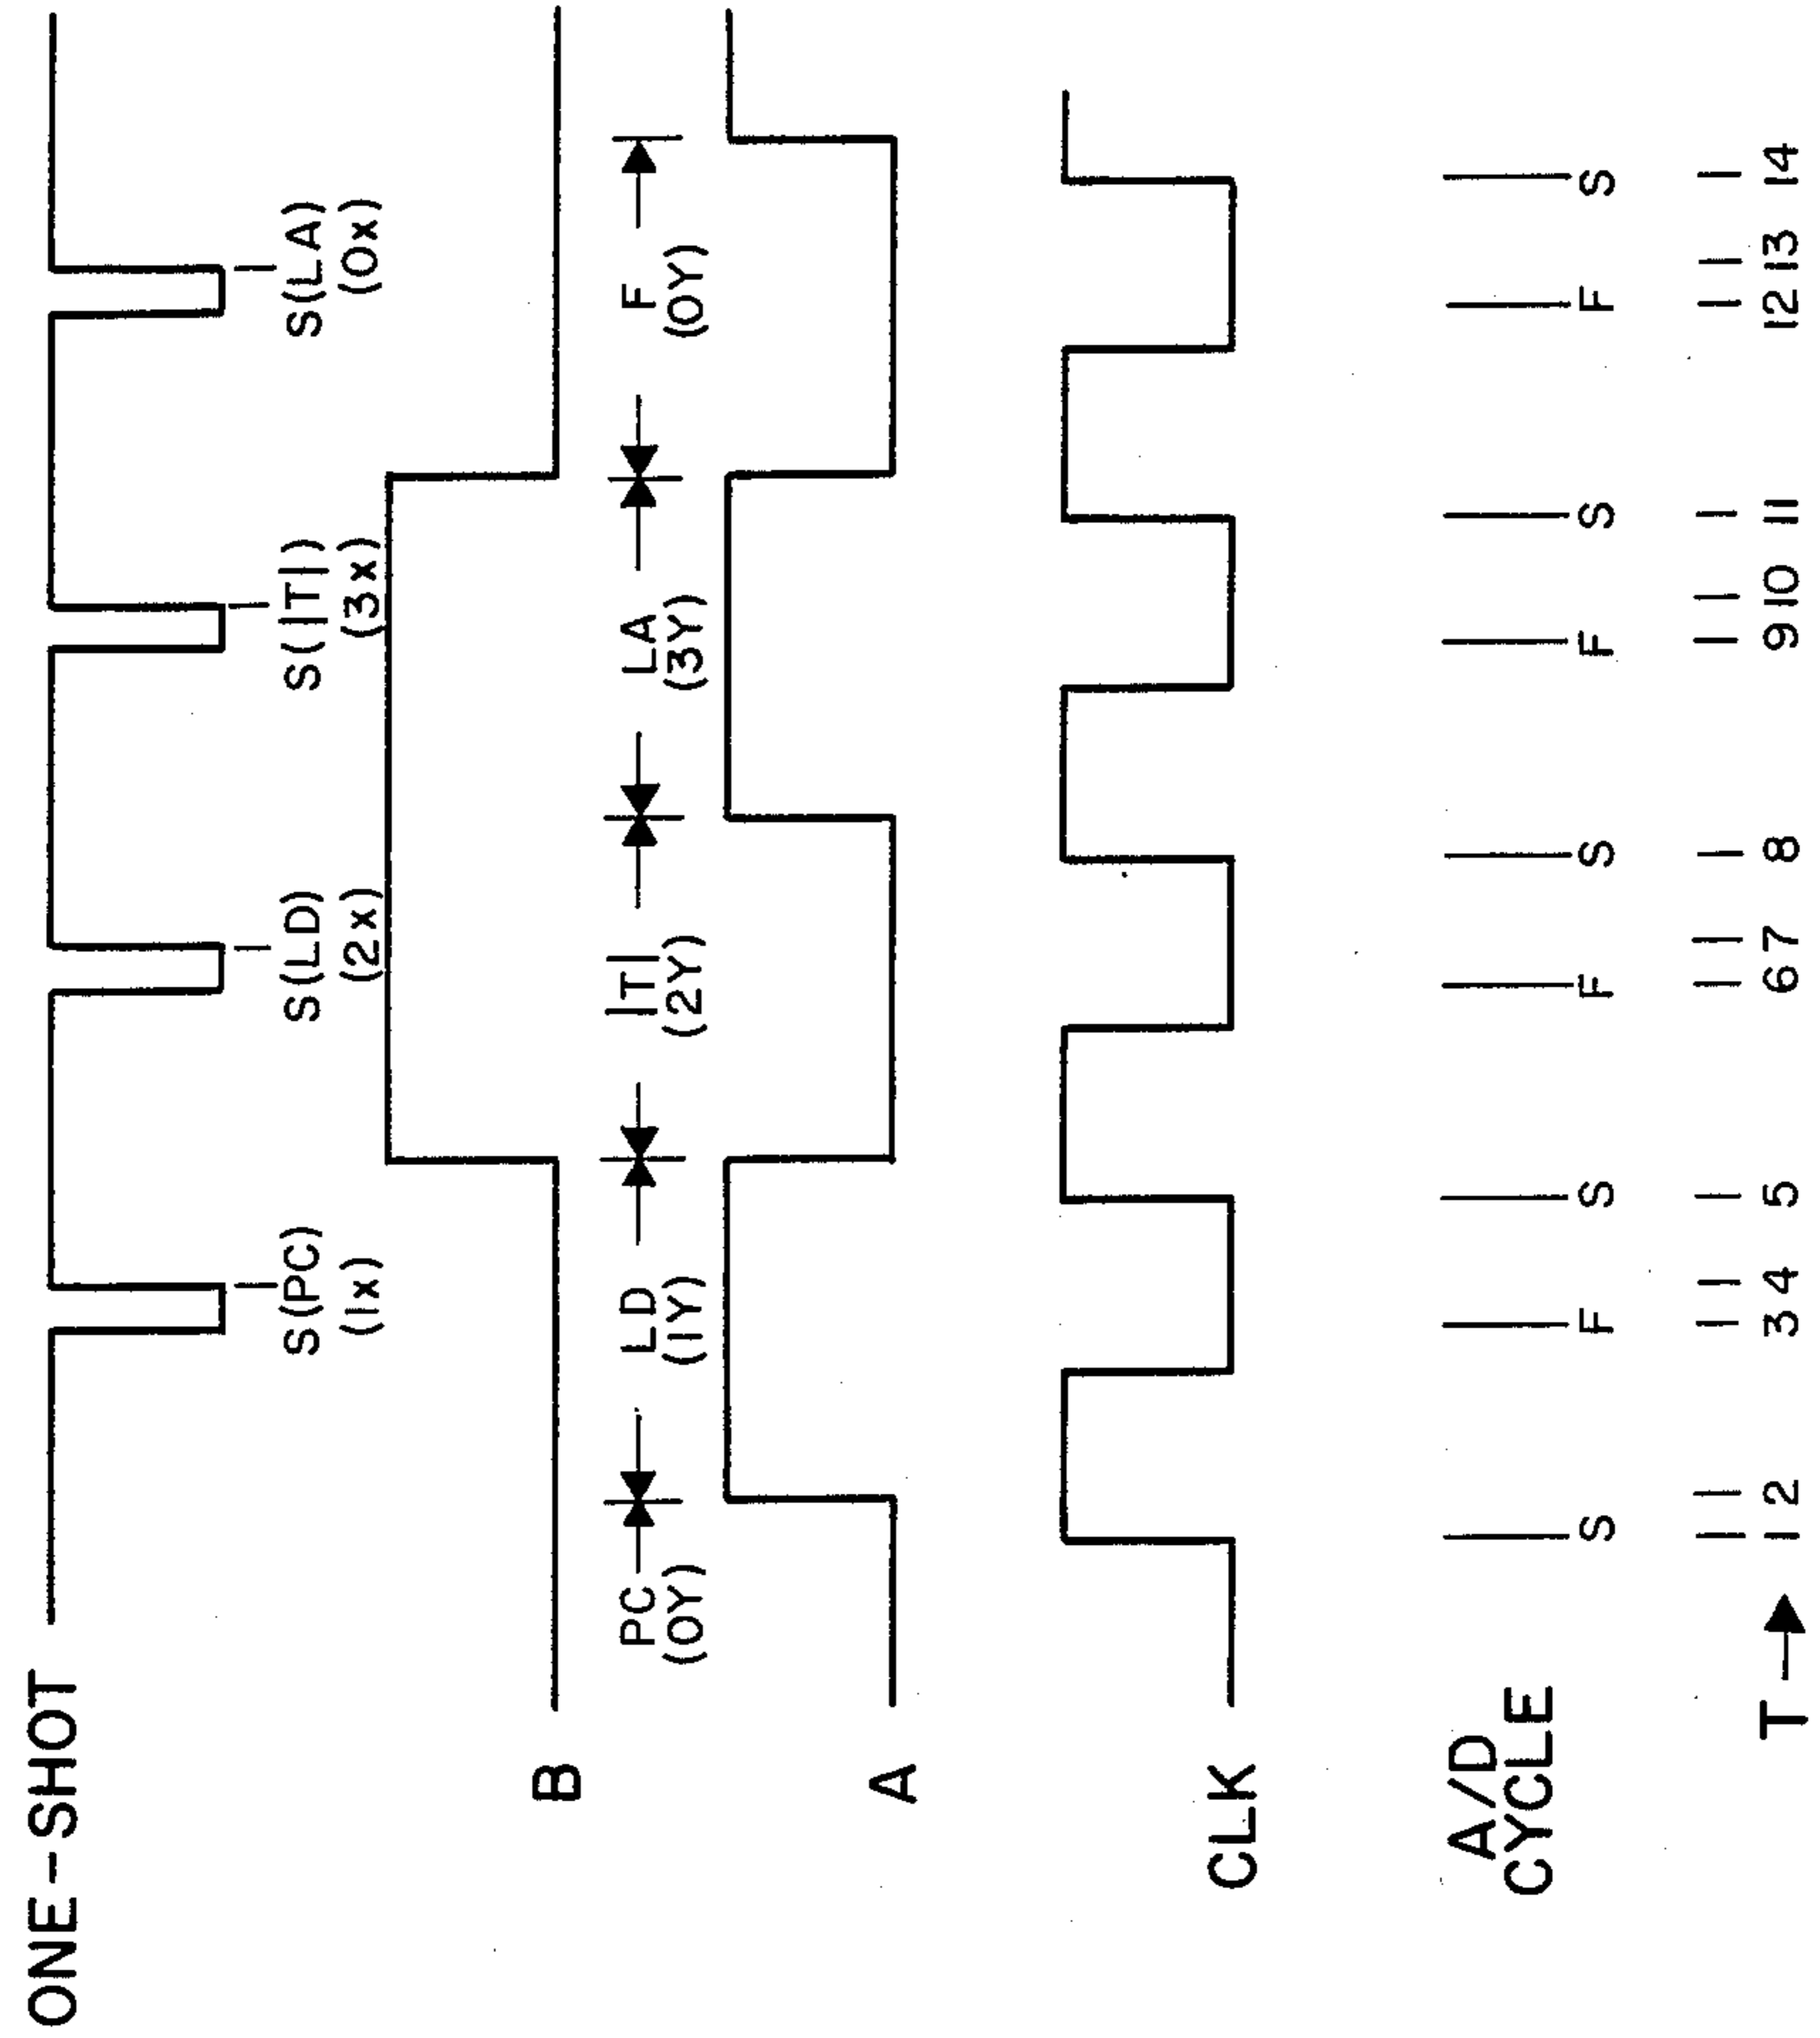 ONE-SHOT
S(PC) S(LD) S(|T|) S(LA)
(1x) (2x) (3x) (0x)
B
PC LD |T| LA F
(0Y) (1Y) (2Y) (3Y) (0Y)
A
CLK
A/D
CYCLE
S F S F S F S F S
T 1 2 3 4 5 6 7 8 9 10 11 12 13 14